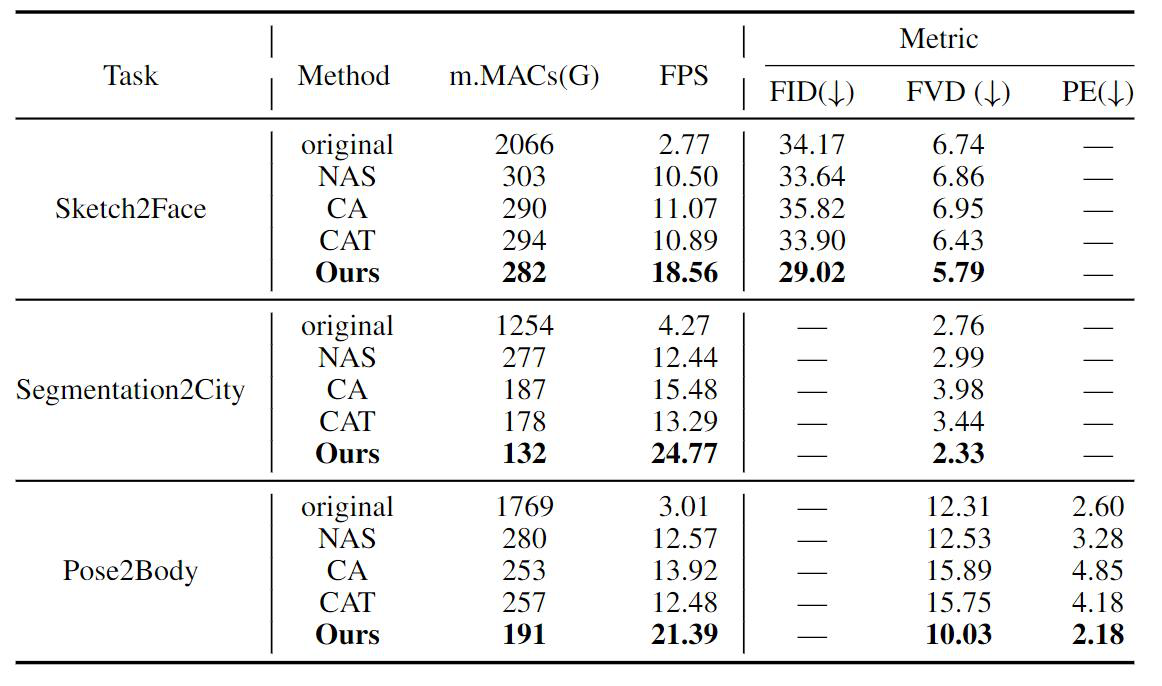 Task Method m.MACs(G) FPS Metric
FID(↓) FVD (↓) PE(↓)
original 2066 2.77 34.17 6.74 —
NAS 303 10.50 33.64 6.86 —
Sketch2Face CA 290 11.07 35.82 6.95 —
CAT 294 10.89 33.90 6.43 —
Ours 282 18.56 29.02 5.79 —
original 1254 4.27 — 2.76 —
NAS 277 12.44 — 2.99 —
Segmentation2City CA 187 15.48 — 3.98 —
CAT 178 13.29 — 3.44 —
Ours 132 24.77 — 2.33 —
original 1769 3.01 — 12.31 2.60
NAS 280 12.57 — 12.53 3.28
Pose2Body CA 253 13.92 — 15.89 4.85
CAT 257 12.48 — 15.75 4.18
Ours 191 21.39 — 10.03 2.18